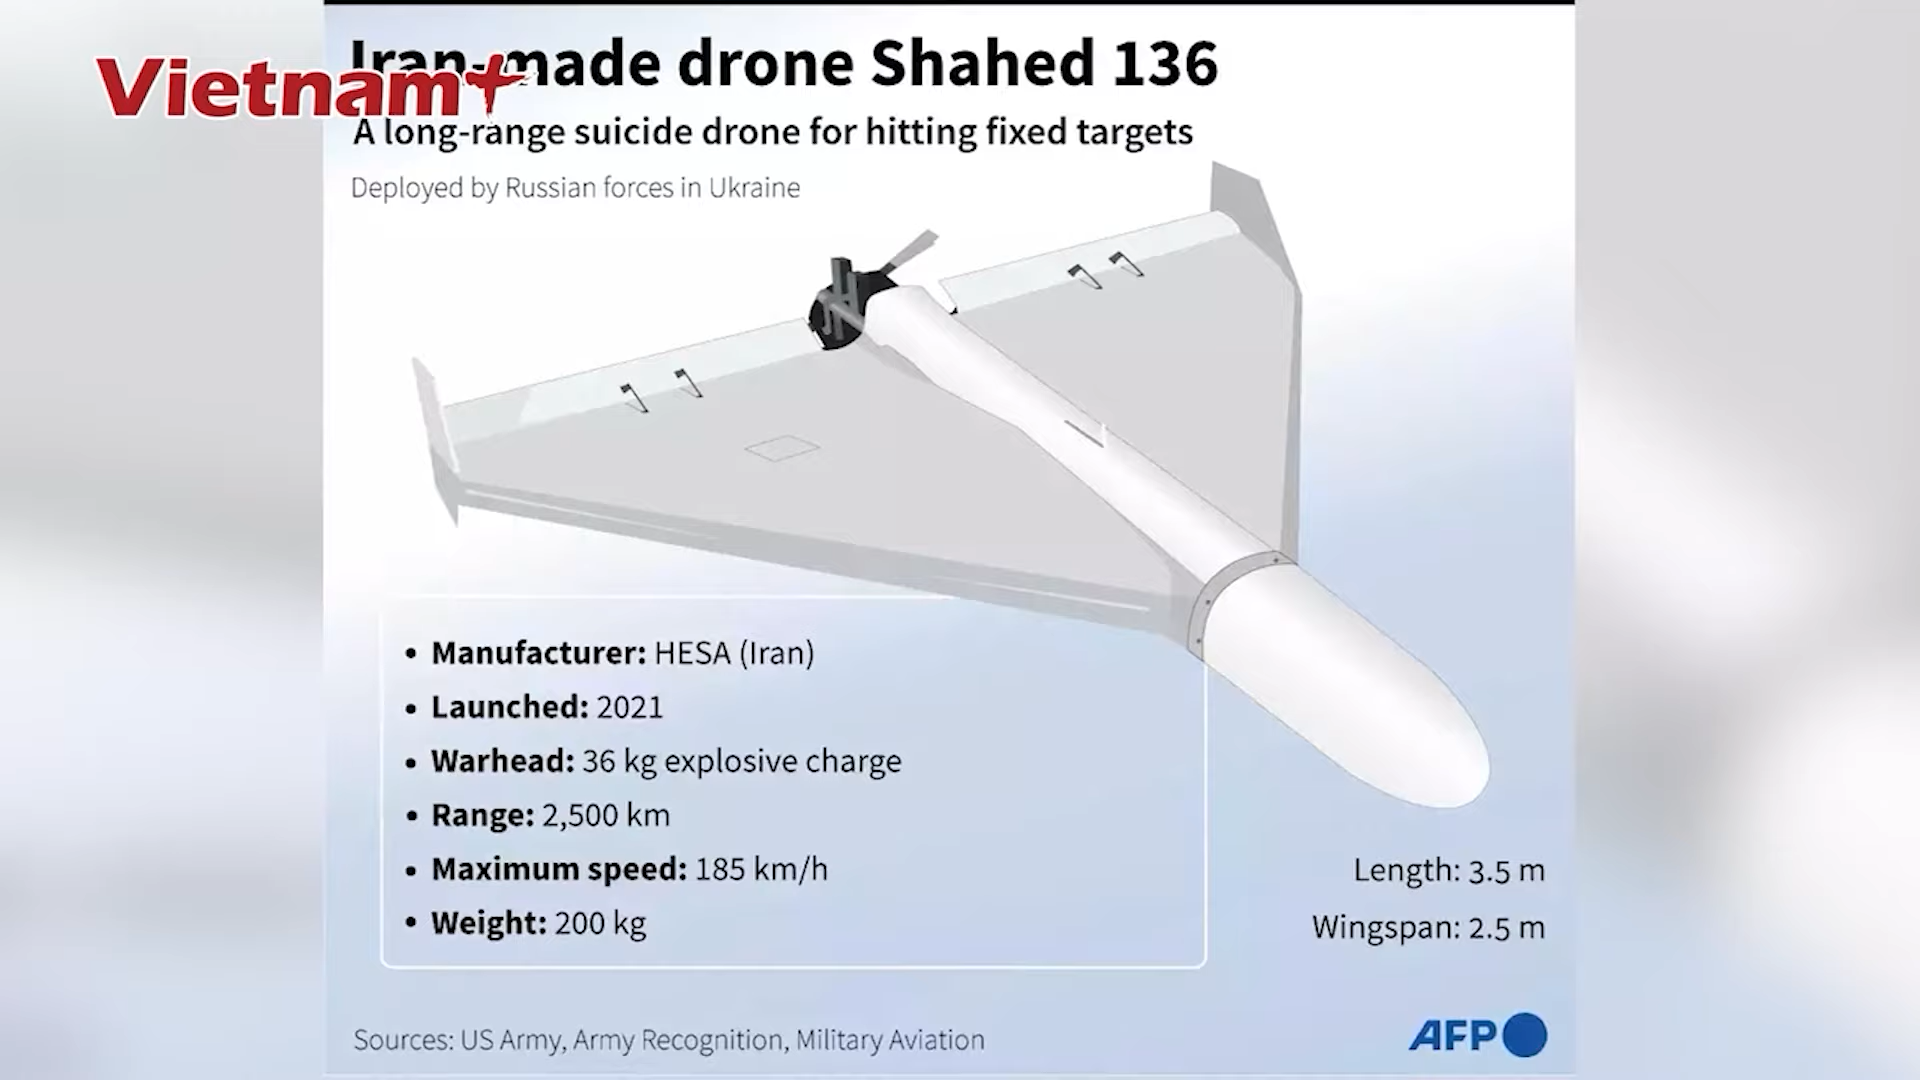 Vietnam+
Iran-made drone Shahed 136
A long-range suicide drone for hitting fixed targets
Deployed by Russian forces in Ukraine
• Manufacturer: HESA (Iran)
• Launched: 2021
• Warhead: 36 kg explosive charge
• Range: 2,500 km
• Maximum speed: 185 km/h
• Weight: 200 kg
Length: 3.5 m
Wingspan: 2.5 m
Sources: US Army, Army Recognition, Military Aviation
AFP